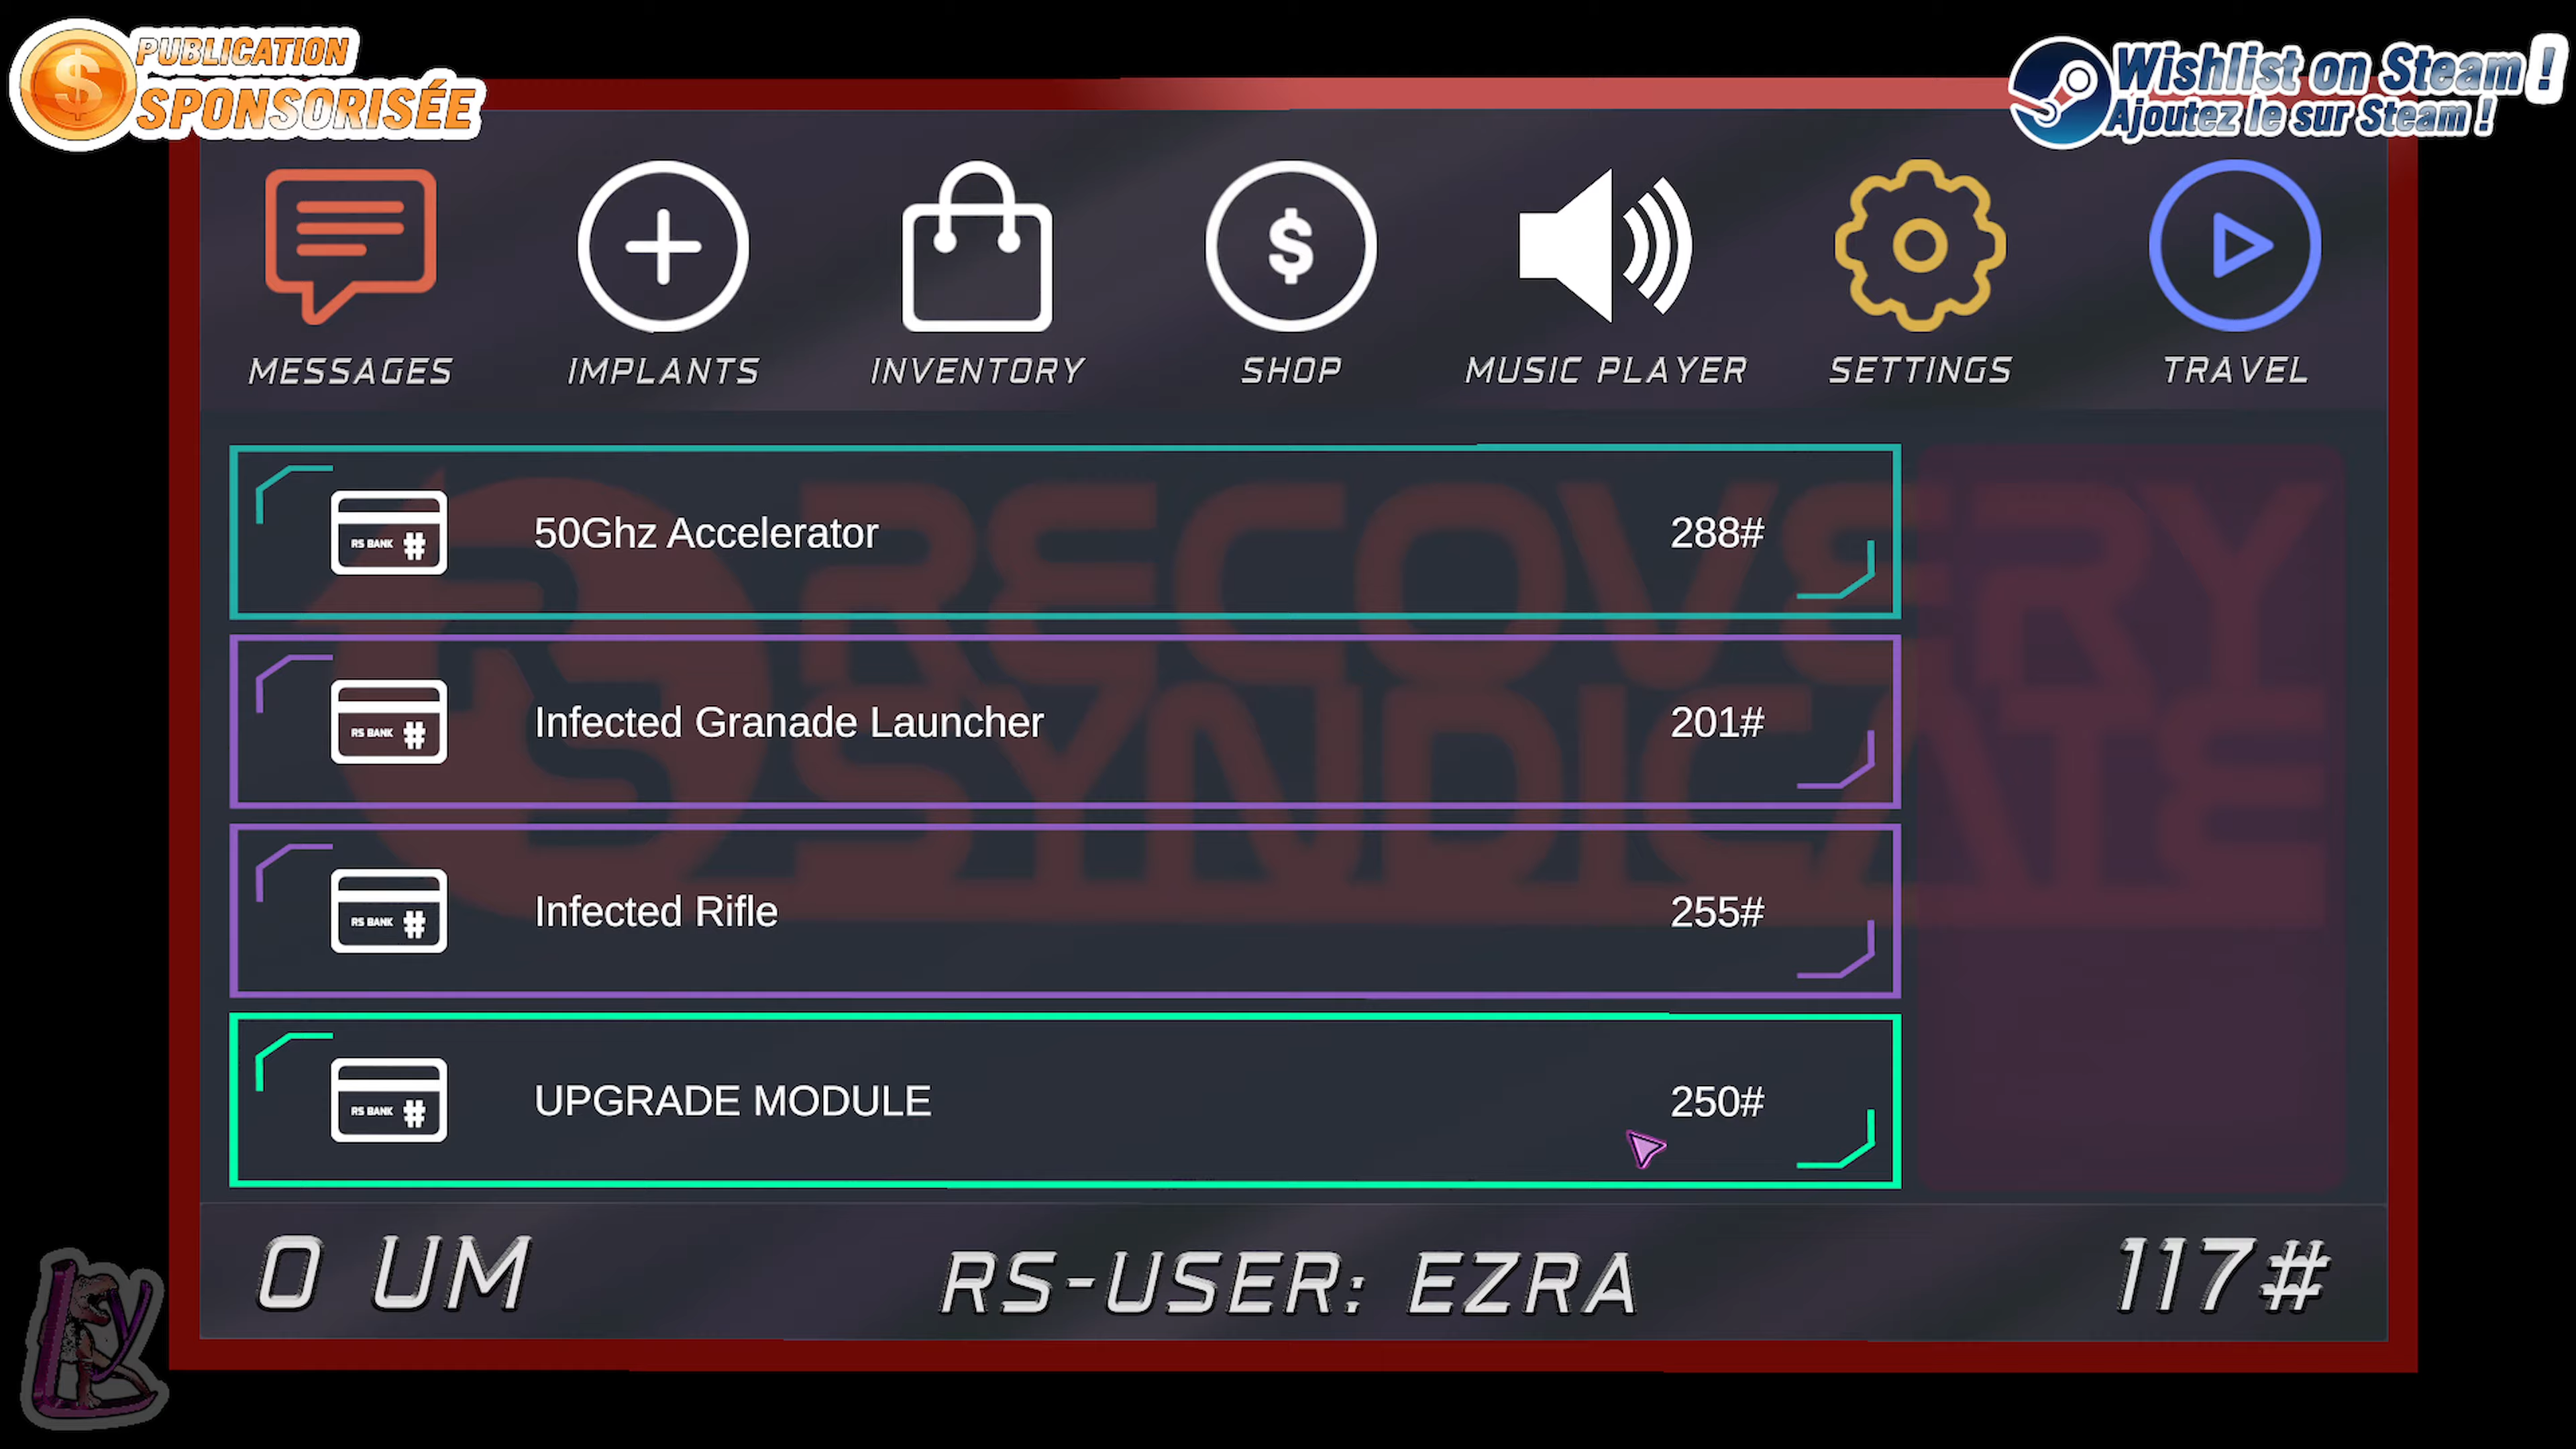 PUBLICATION
SPONSORISÉE
Wishlist on Steam !
Ajoutez le sur Steam !
MESSAGES
IMPLANTS
INVENTORY
$
SHOP
MUSIC PLAYER
SETTINGS
TRAVEL
RECOVERY
SYNDICATE
RS BANK #
50Ghz Accelerator
288#
RS BANK #
Infected Granade Launcher
201#
RS BANK #
Infected Rifle
255#
RS BANK #
UPGRADE MODULE
250#
0 UM
RS-USER: EZRA
117#